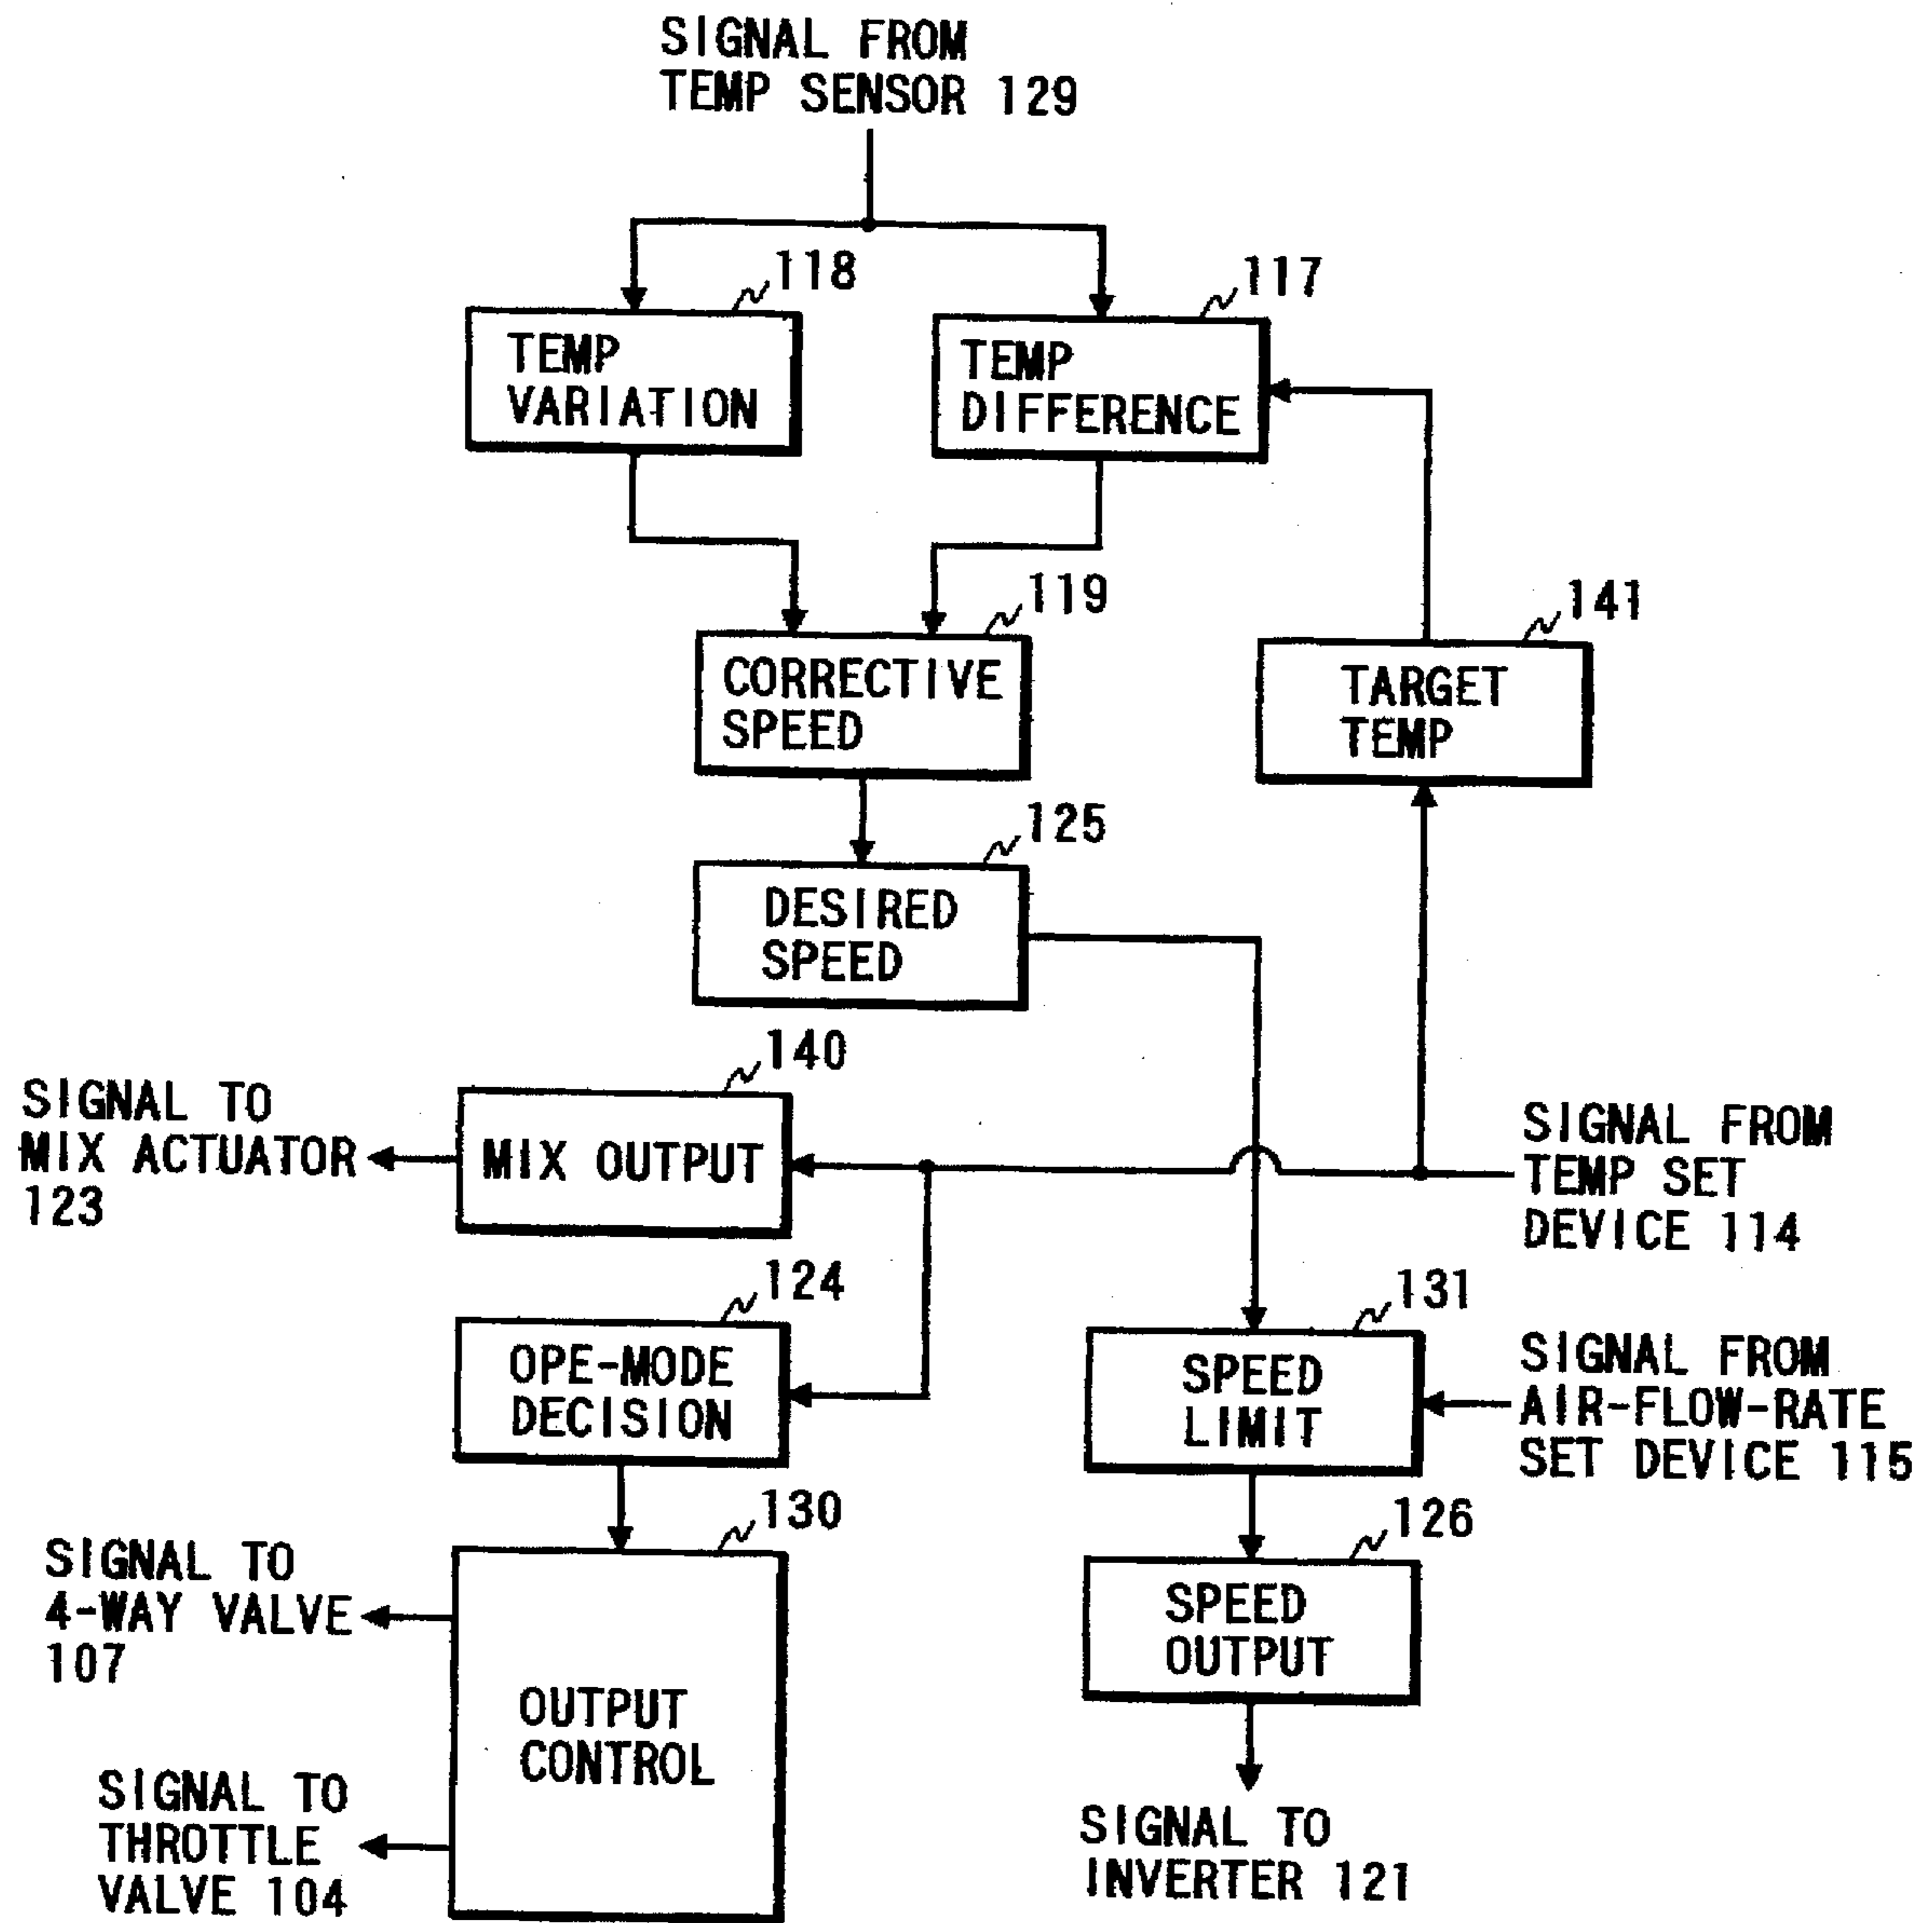 SIGNAL FROM
TEMP SENSOR 129
118
117
TEMP
VARIATION
TEMP
DIFFERENCE
119
141
CORRECTIVE
SPEED
TARGET
TEMP
125
DESIRED
SPEED
140
SIGNAL TO
MIX ACTUATOR
123
MIX OUTPUT
SIGNAL FROM
TEMP SET
DEVICE 114
124
131
OPE-MODE
DECISION
SPEED
LIMIT
SIGNAL FROM
AIR-FLOW-RATE
SET DEVICE 115
130
126
SIGNAL TO
4-WAY VALVE
107
SPEED
OUTPUT
OUTPUT
CONTROL
SIGNAL TO
THROTTLE
VALVE 104
SIGNAL TO
INVERTER 121